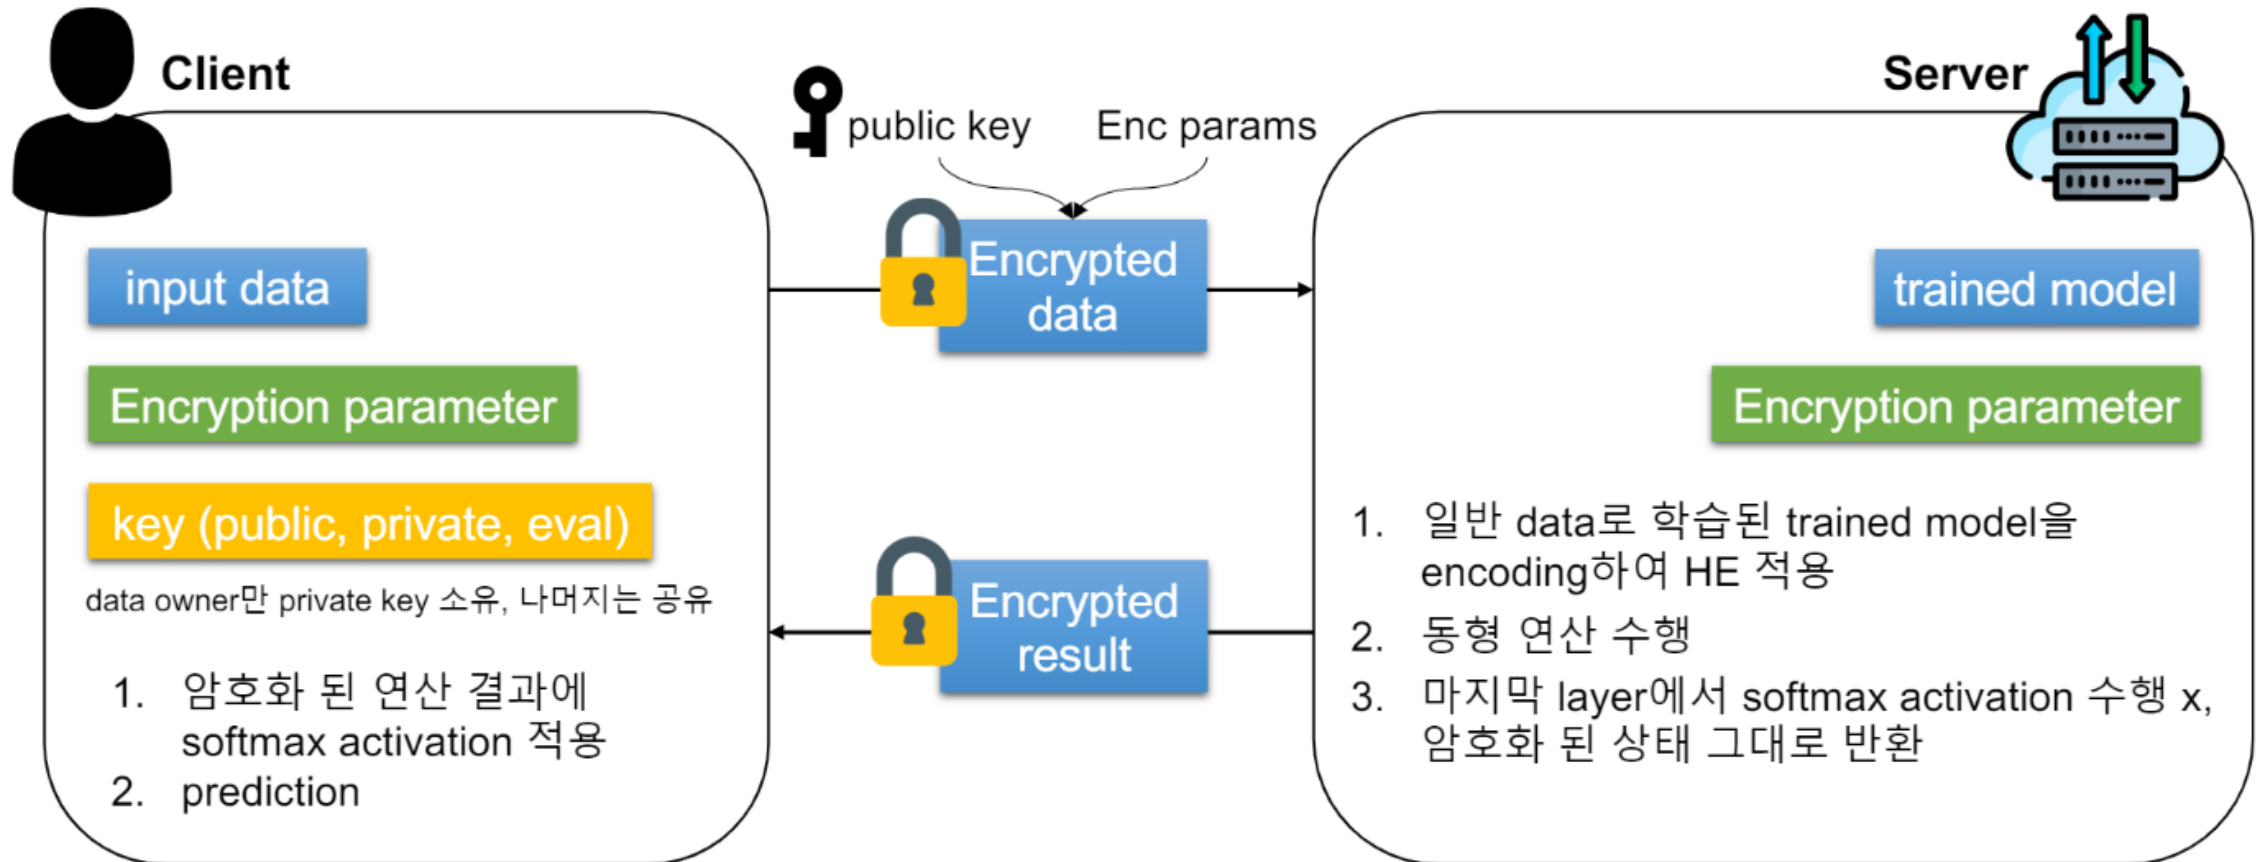 Client
input data
Encryption parameter
key (public, private, eval)
data owner만 private key 소유, 나머지는 공유
1. 암호화 된 연산 결과에
softmax activation 적용
2. prediction
public key
Enc params
Encrypted
data
Encrypted
result
Server
trained model
Encryption parameter
1. 일반 data로 학습된 trained model을
encoding하여 HE 적용
2. 동형 연산 수행
3. 마지막 layer에서 softmax activation 수행 x,
암호화 된 상태 그대로 반환